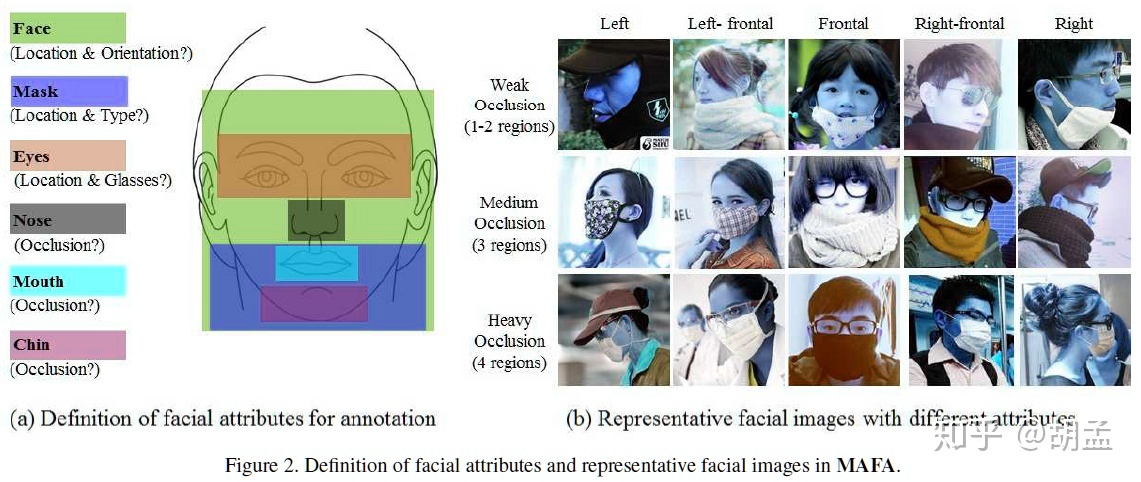 Face
(Location & Orientation?)
Mask
(Location & Type?)
Eyes
(Location & Glasses?)
Nose
(Occlusion?)
Mouth
(Occlusion?)
Chin
(Occlusion?)
(a) Definition of facial attributes for annotation
Left
Left- frontal
Frontal
Right-frontal
Right
Weak
Occlusion
(1-2 regions)
Medium
Occlusion
(3 regions)
Heavy
Occlusion
(4 regions)
(b) Representative facial images with different attributes
知乎 @胡孟
Figure 2. Definition of facial attributes and representative facial images in MAFA.